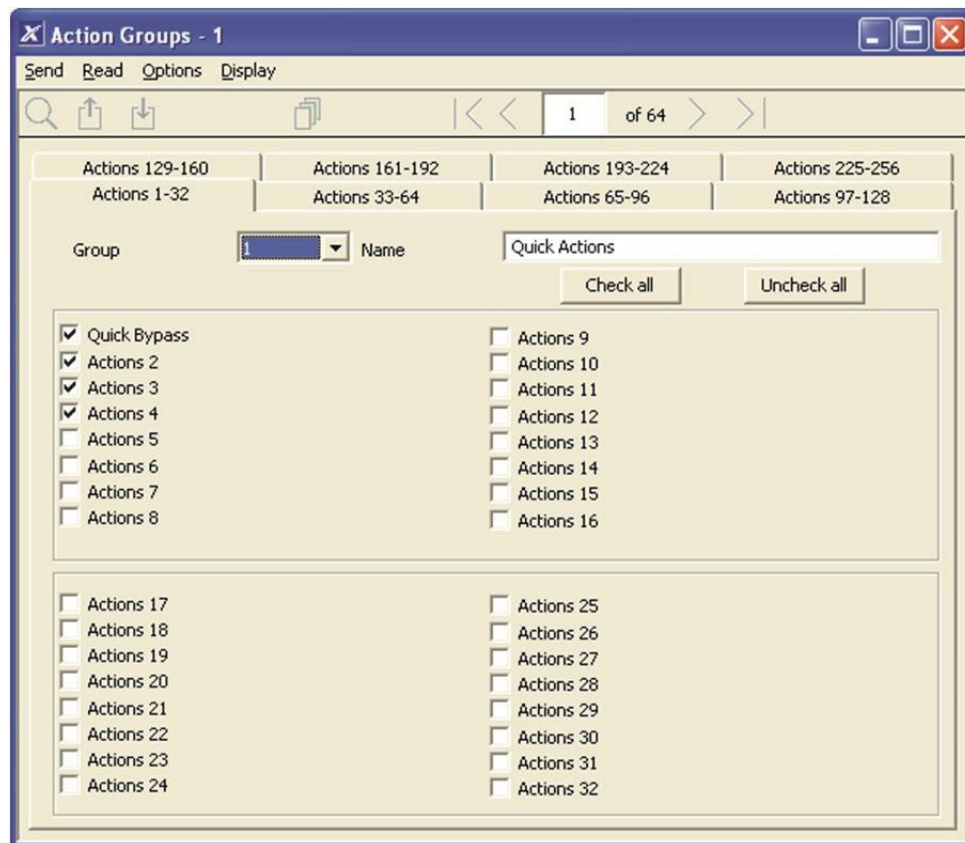 Action Groups - 1
Send Read Options Display
1 of 64
Actions 129-160 Actions 161-192 Actions 193-224 Actions 225-256
Actions 1-32 Actions 33-64 Actions 65-96 Actions 97-128
Group 1 Name Quick Actions
Check all Uncheck all
Quick Bypass
Actions 2
Actions 3
Actions 4
Actions 5
Actions 6
Actions 7
Actions 8
Actions 9
Actions 10
Actions 11
Actions 12
Actions 13
Actions 14
Actions 15
Actions 16
Actions 17
Actions 18
Actions 19
Actions 20
Actions 21
Actions 22
Actions 23
Actions 24
Actions 25
Actions 26
Actions 27
Actions 28
Actions 29
Actions 30
Actions 31
Actions 32